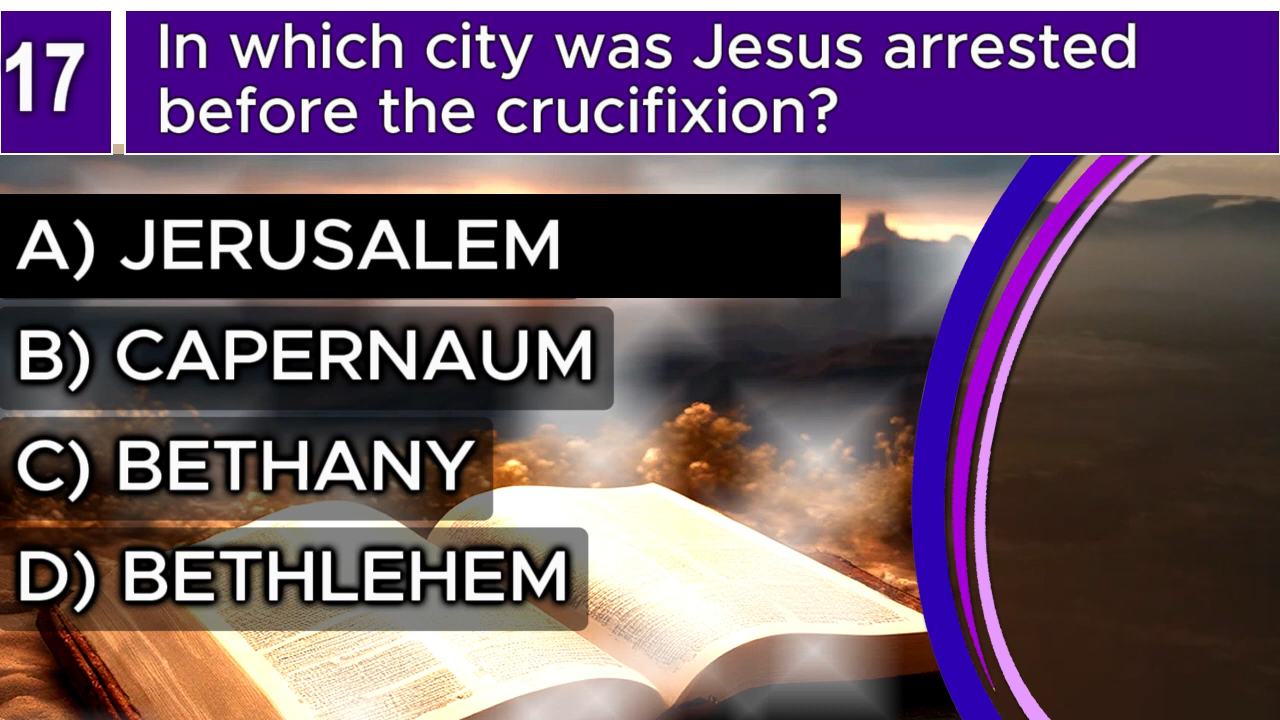 17
In which city was Jesus arrested
before the crucifixion?
A) JERUSALEM
B) CAPERNAUM
C) BETHANY
D) BETHLEHEM